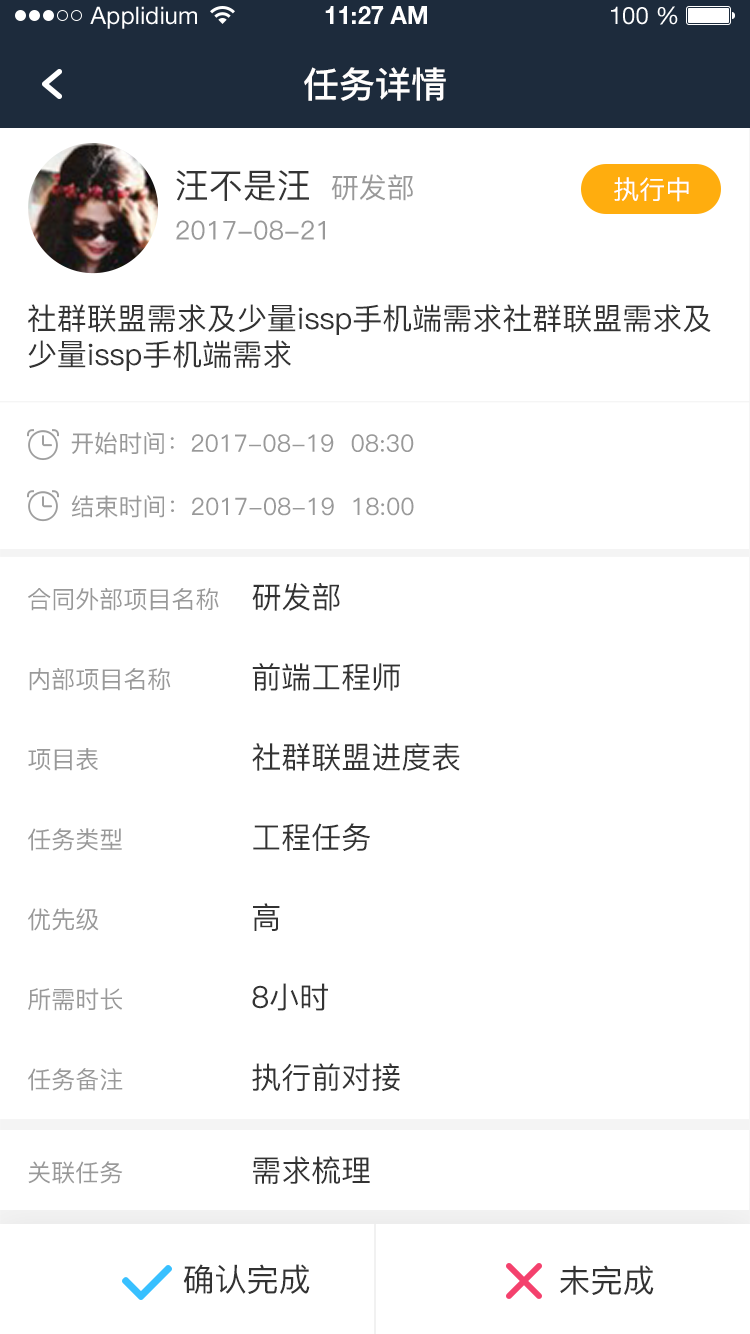 Applidium 11:27 AM 100 %
任务详情
汪不是汪 研发部 执行中
2017-08-21
社群联盟需求及少量issp手机端需求社群联盟需求及
少量issp手机端需求
开始时间：2017-08-19 08:30
结束时间：2017-08-19 18:00
合同外部项目名称 研发部
内部项目名称 前端工程师
项目表 社群联盟进度表
任务类型 工程任务
优先级 高
所需时长 8小时
任务备注 执行前对接
关联任务 需求梳理
确认完成 未完成